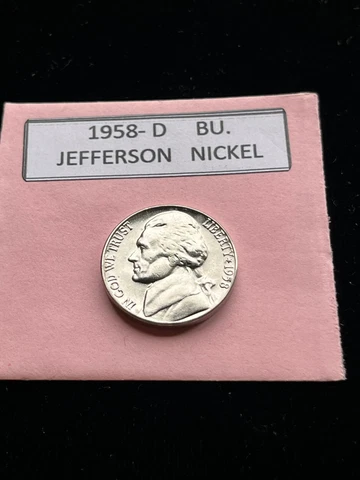 1958- D BU.
JEFFERSON NICKEL
IN GOD WE TRUST
LIBERTY ★ 1958